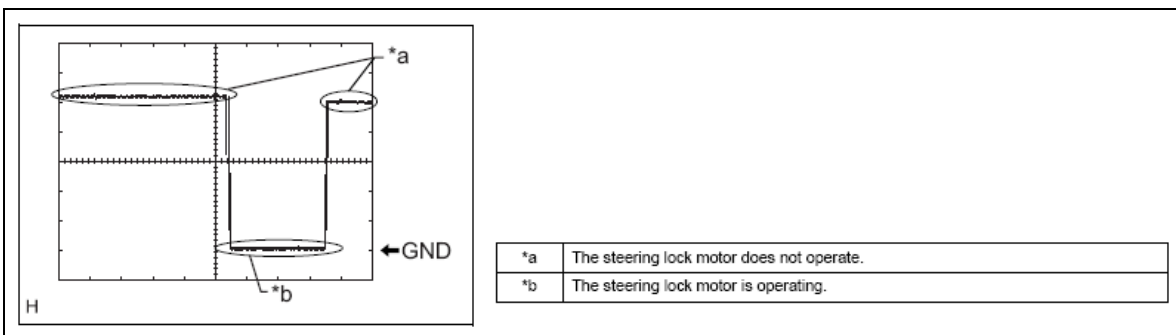 *a
←GND
*b
H
*a The steering lock motor does not operate.
*b The steering lock motor is operating.